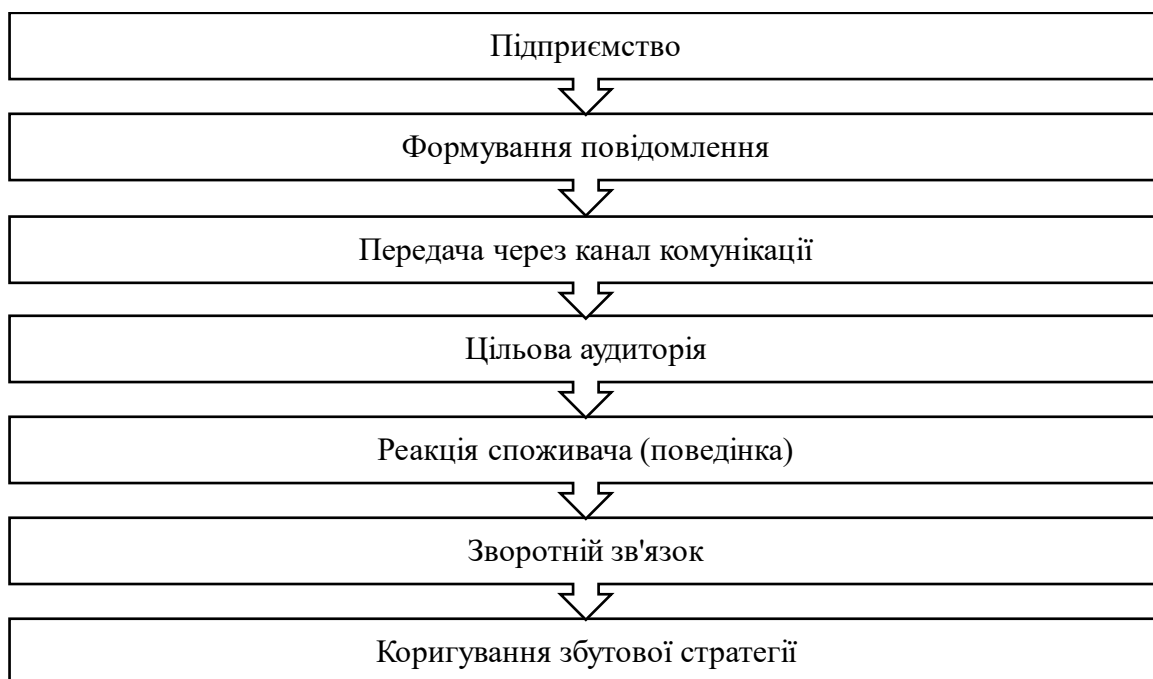 Підприємство
Формування повідомлення
Передача через канал комунікації
Цільова аудиторія
Реакція споживача (поведінка)
Зворотній зв'язок
Коригування збутової стратегії